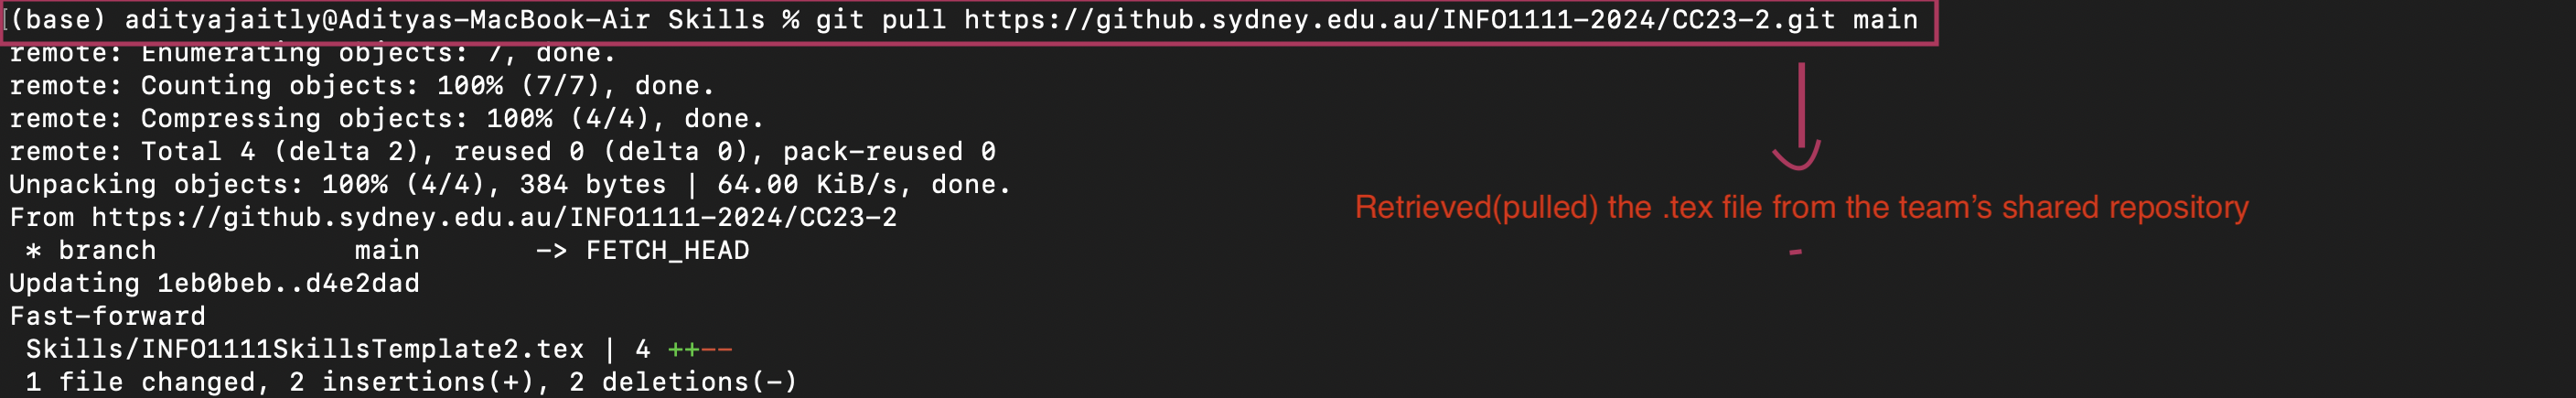 (base) adityajaitly@Adityas-MacBook-Air Skills % git pull https://github.sydney.edu.au/INFO1111-2024/CC23-2.git main
remote: Enumerating objects: 7, done.
remote: Counting objects: 100% (7/7), done.
remote: Compressing objects: 100% (4/4), done.
remote: Total 4 (delta 2), reused 0 (delta 0), pack-reused 0
Unpacking objects: 100% (4/4), 384 bytes | 64.00 KiB/s, done.
Retrieved(pulled) the .tex file from the team's shared repository
From https://github.sydney.edu.au/INFO1111-2024/CC23-2
 * branch            main       -> FETCH_HEAD
Updating 1eb0beb..d4e2dad
Fast-forward
 Skills/INFO1111SkillsTemplate2.tex | 4 ++--
 1 file changed, 2 insertions(+), 2 deletions(-)